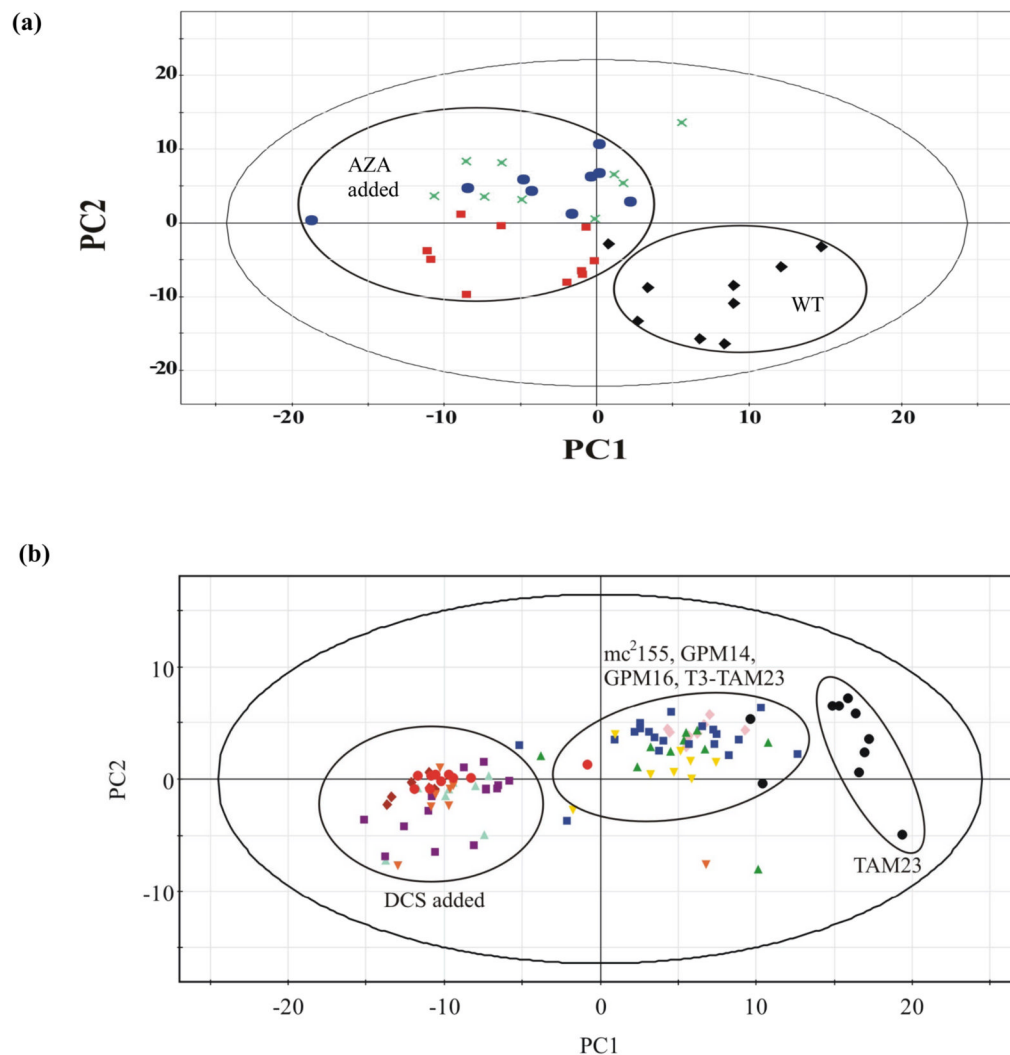 (a)
PC2
20
10
0
-10
-20
AZA
added
WT
-20
-10
0
10
20
PC1
(b)
PC2
10
0
-10
mc²155, GPM14,
GPM16, T3-TAM23
DCS added
TAM23
-20
-10
0
10
20
PC1